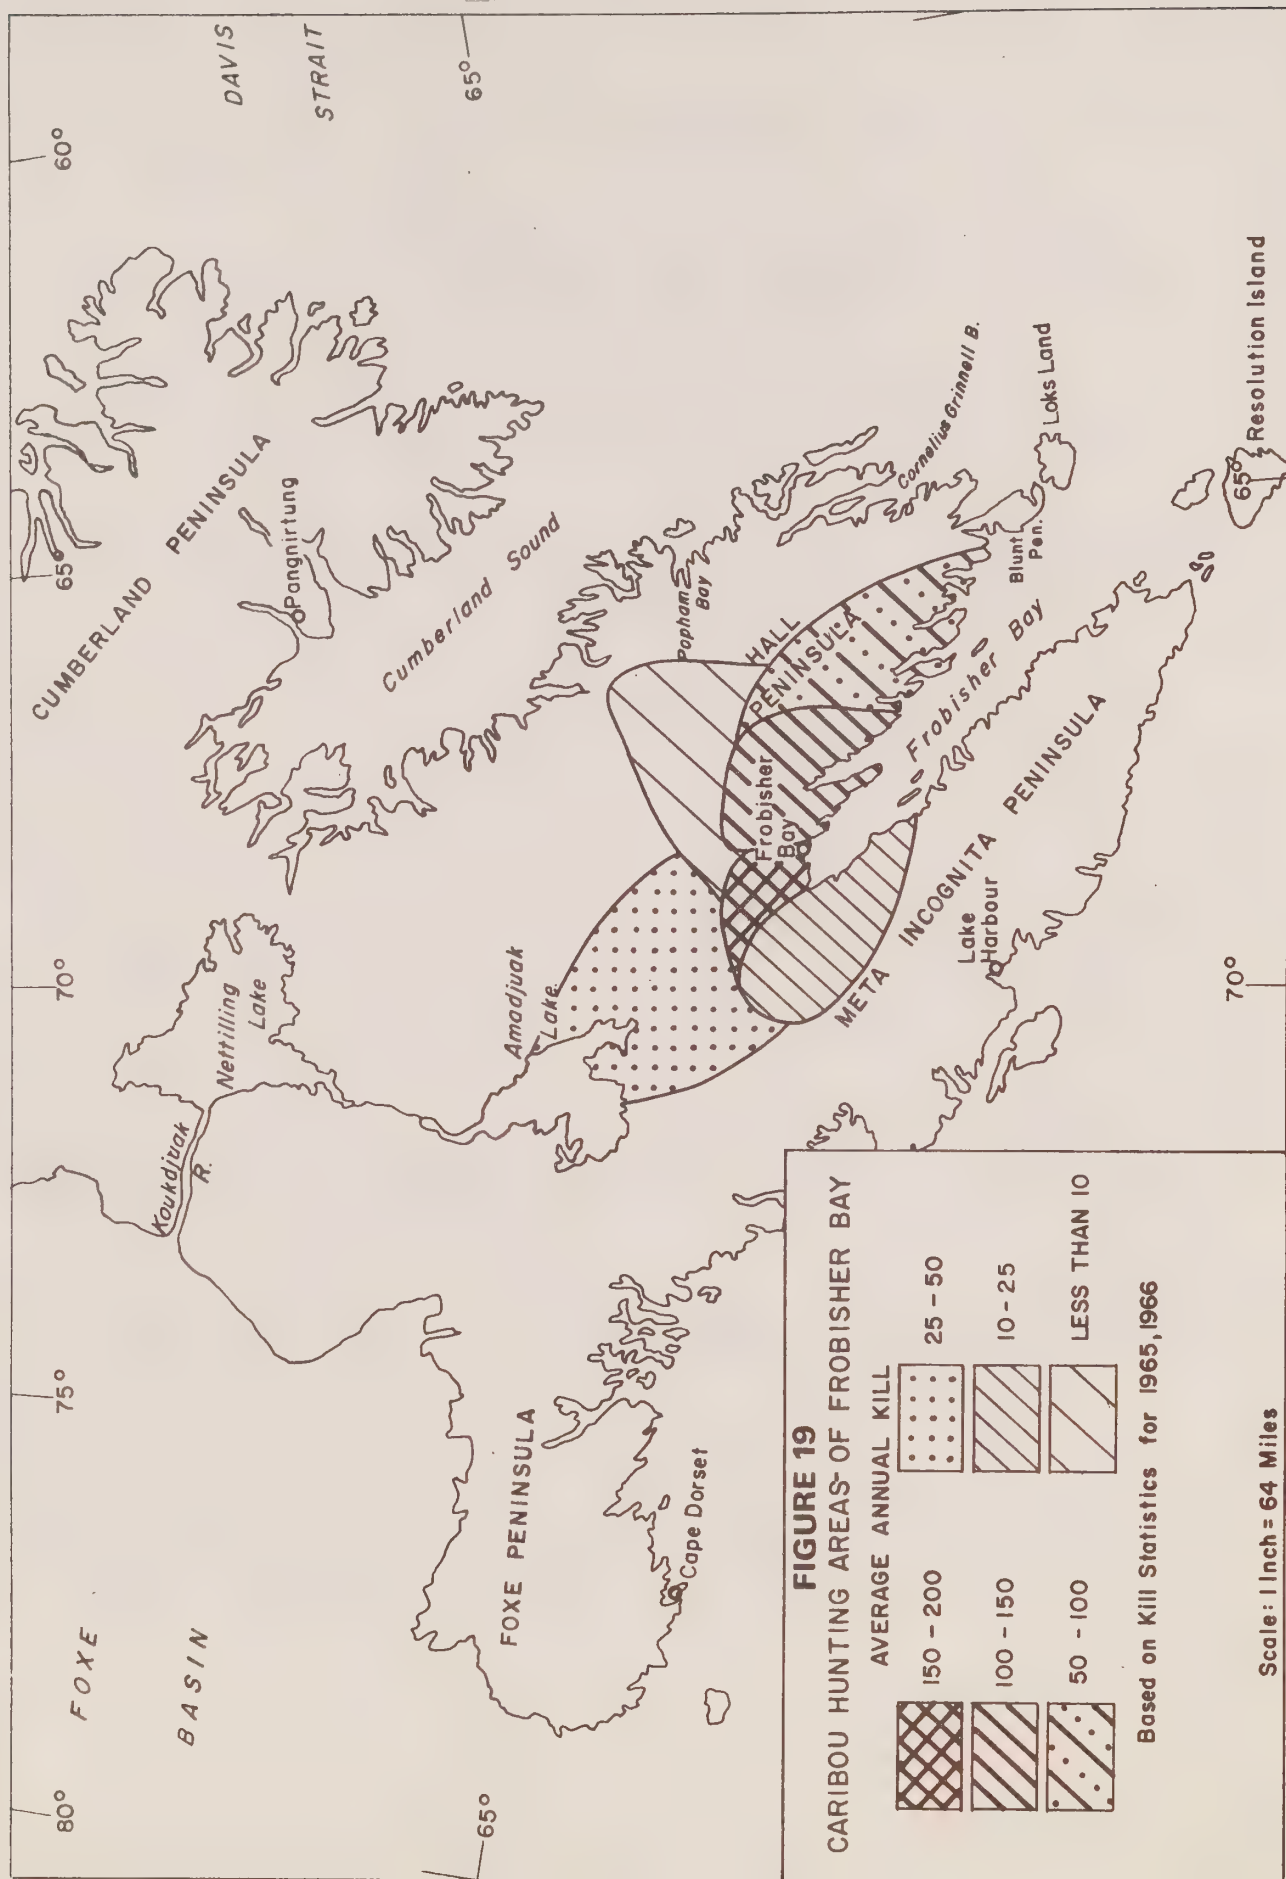 80°
75°
70°
65°
60°
FOXE
BASIN
DAVIS
STRAIT
65°
65°
CUMBERLAND PENINSULA
Pangnirtung
Cumberland Sound
Koukdjuak
R.
Nettilling
Lake
Amadjuak
Lake
FOXE PENINSULA
Cape Dorset
Popham
Bay
HALL
PENINSULA
Cornelius Grinnell B.
Frobisher
Bay
Frobisher Bay
Blunt
Pen.
Loks Land
META INCOGNITA PENINSULA
Lake
Harbour
70°
65°
Resolution Island
FIGURE 19
CARIBOU HUNTING AREAS OF FROBISHER BAY
AVERAGE ANNUAL KILL
150-200
100-150
50-100
25-50
10-25
LESS THAN 10
Based on Kill Statistics for 1965,1966
Scale: 1 Inch = 64 Miles